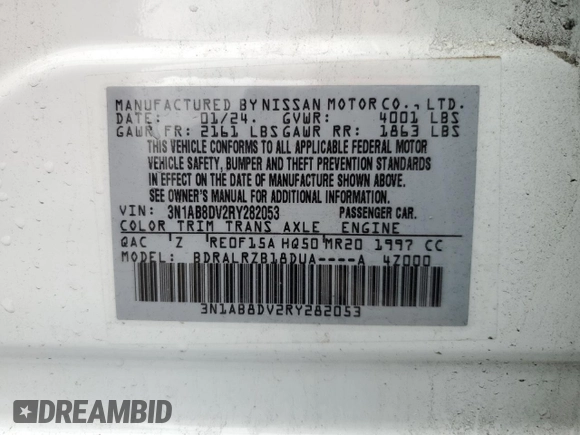 MANUFACTURED BY NISSAN MOTOR CO., LTD.
DATE: 01/24. GVWR: 4001 LBS
GAWR FR: 2161 LBS GAWR RR: 1863 LBS
THIS VEHICLE CONFORMS TO ALL APPLICABLE FEDERAL MOTOR
VEHICLE SAFETY, BUMPER AND THEFT PREVENTION STANDARDS
IN EFFECT ON THE DATE OF MANUFACTURE SHOWN ABOVE.
SEE OWNER'S MANUAL FOR ADDITIONAL INFORMATION.
VIN: 3N1AB8DV2RY282053 PASSENGER CAR.
COLOR TRIM TRANS AXLE ENGINE
QAC Z RE0F15A HQ50 MR20 1997 CC
MODEL: BDRALRZB18DUA----A 4Z000
3N1AB8DV2RY282053
DREAMBID